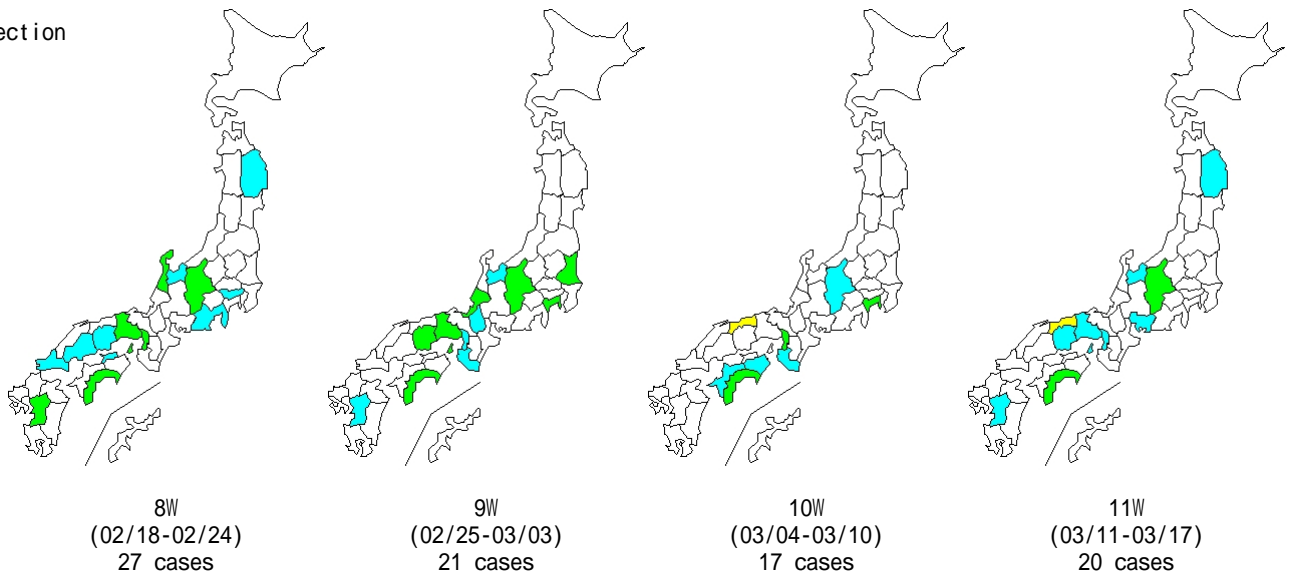 ection
8W
(02/18-02/24)
27 cases
9W
(02/25-03/03)
21 cases
10W
(03/04-03/10)
17 cases
11W
(03/11-03/17)
20 cases